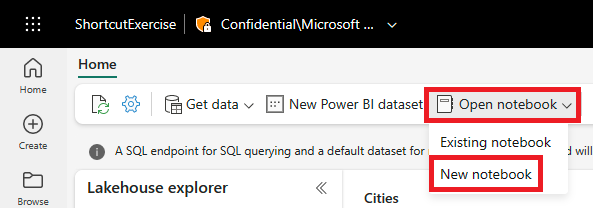 ShortcutExercise
Confidential\Microsoft ...
Home
Home
Get data
New Power BI dataset
Open notebook
Existing notebook
New notebook
Create
A SQL endpoint for SQL querying and a default dataset for
d will
Browse
Lakehouse explorer
Cities